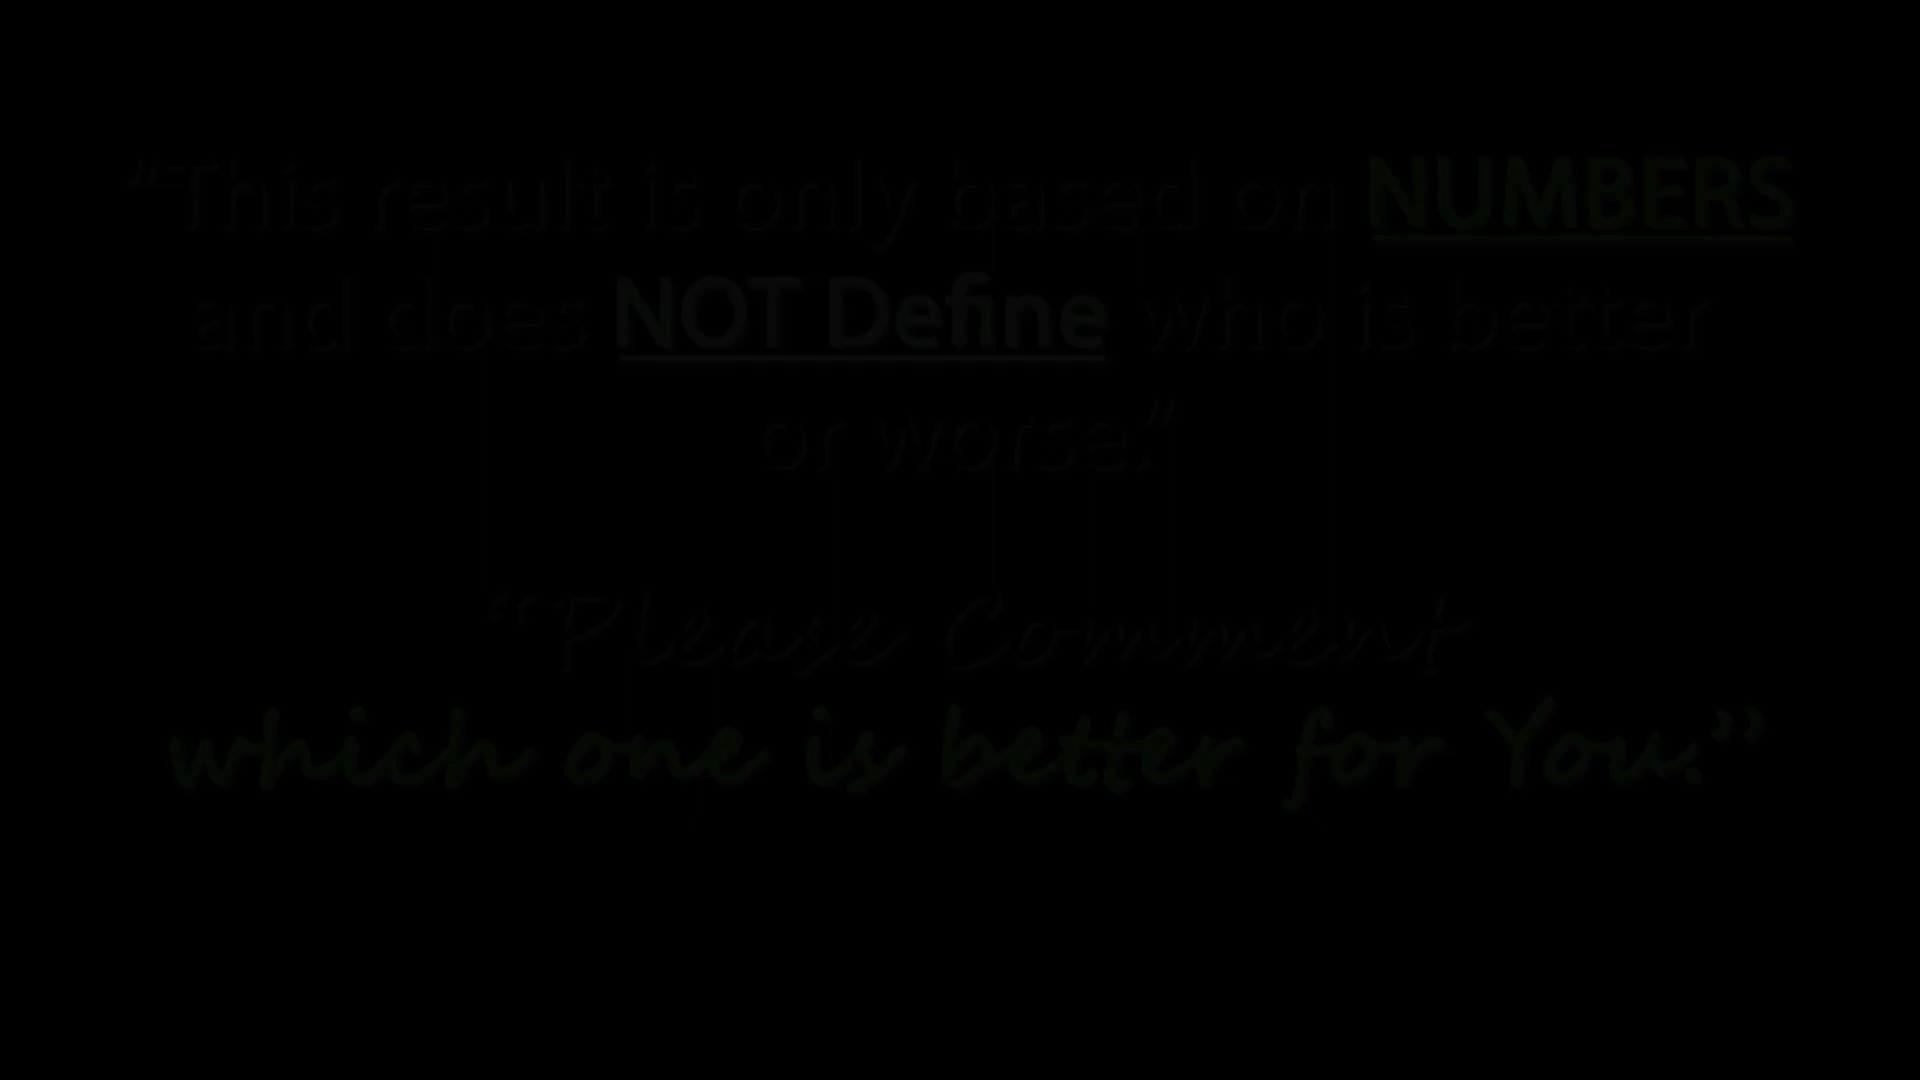 “This result is only based on NUMBERS
and does NOT Define who is better
or worse.”
“Please Comment
which one is better for You.”